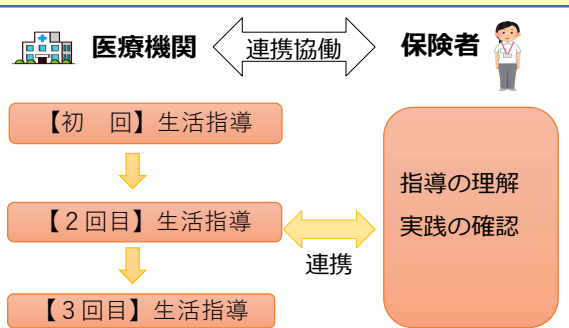 医療機関
連携協働
保険者
【初　回】生活指導
【２回目】生活指導
【３回目】生活指導
連携
指導の理解
実践の確認